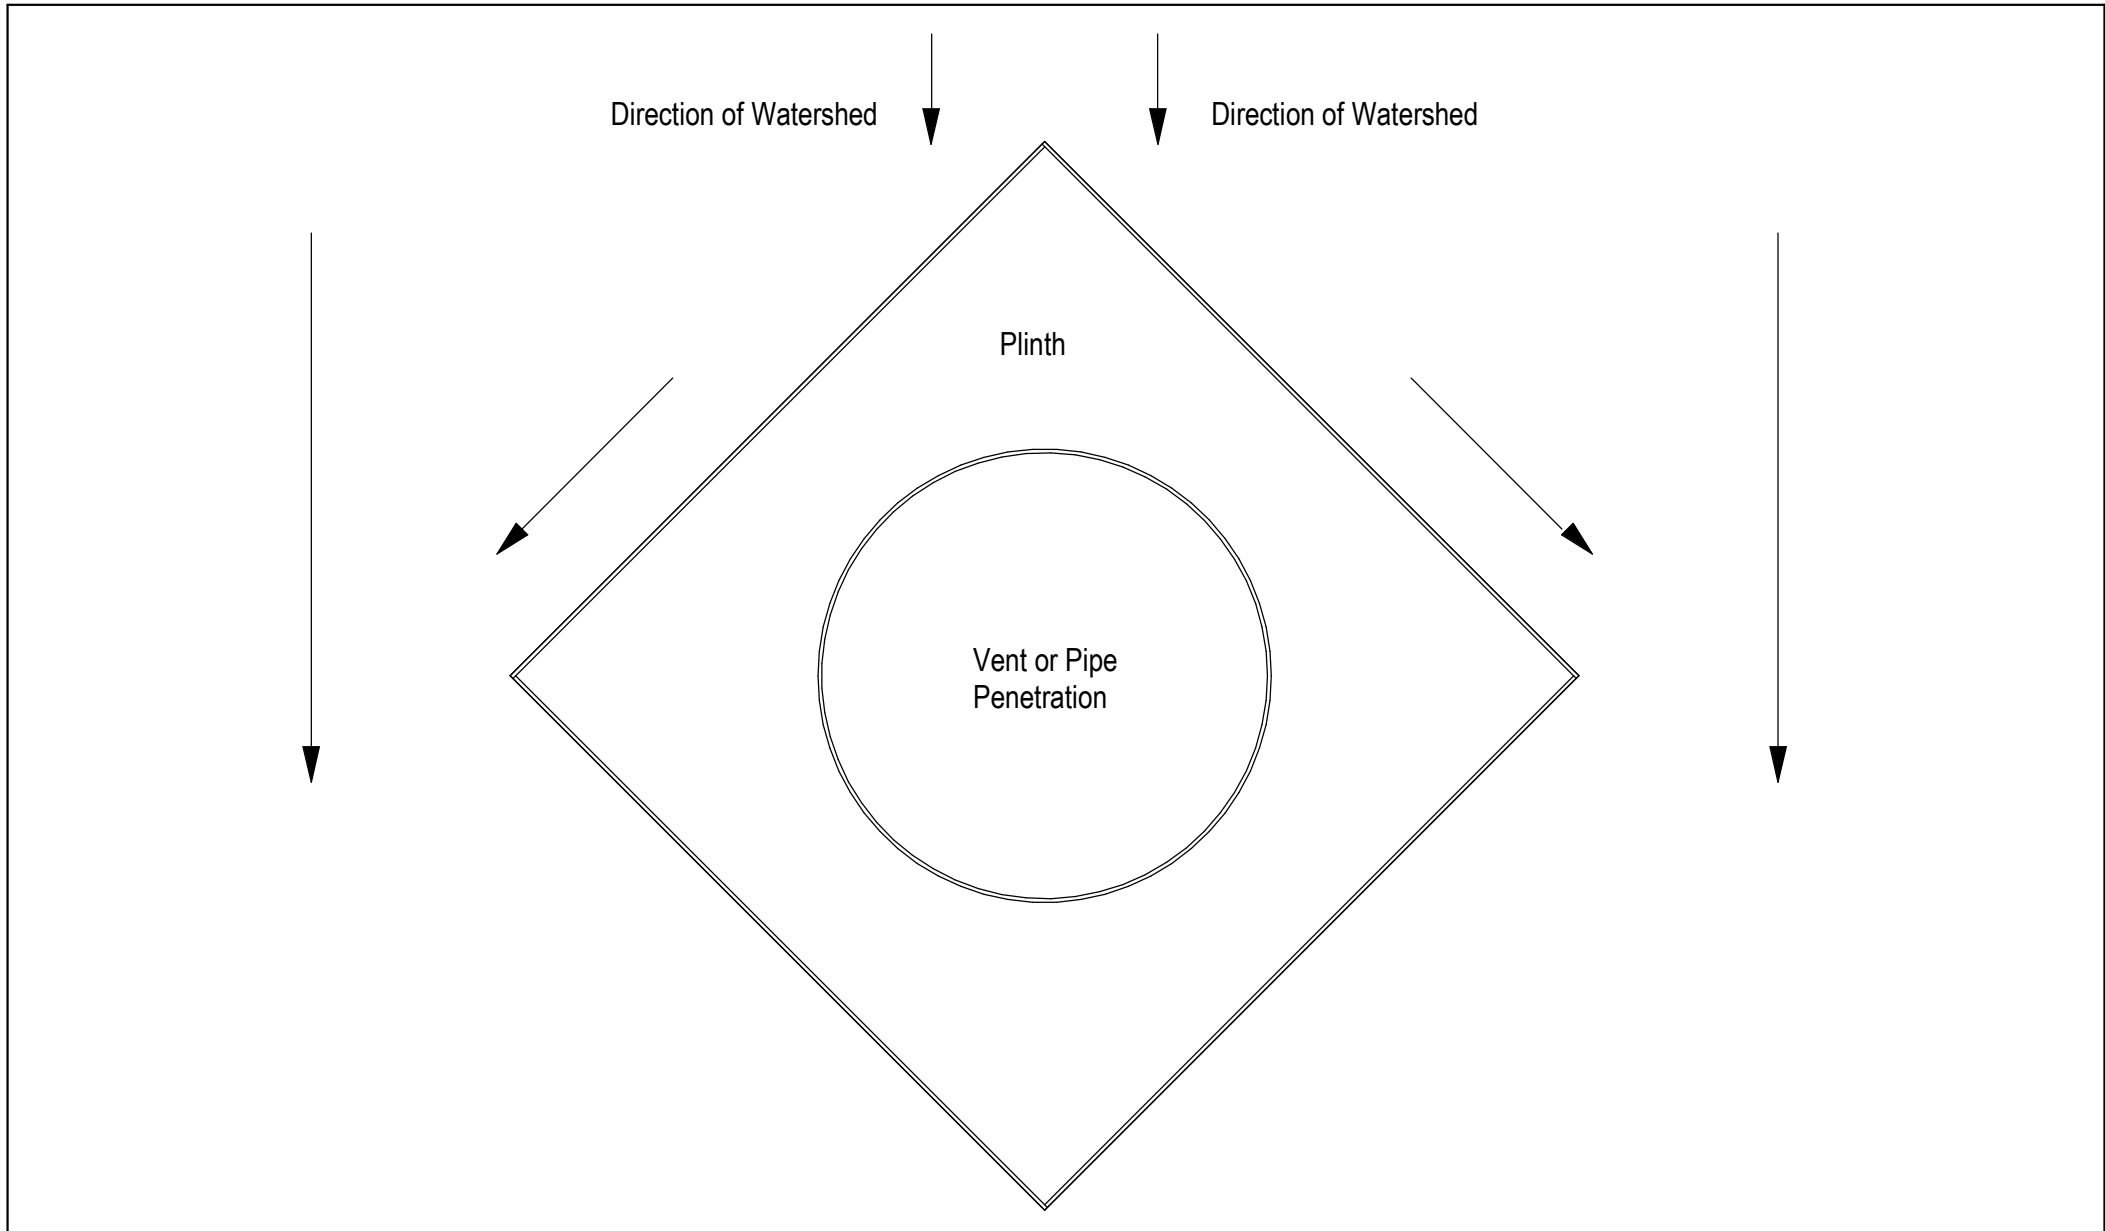 Direction of Watershed
Direction of Watershed
Plinth
Vent or Pipe
Penetration